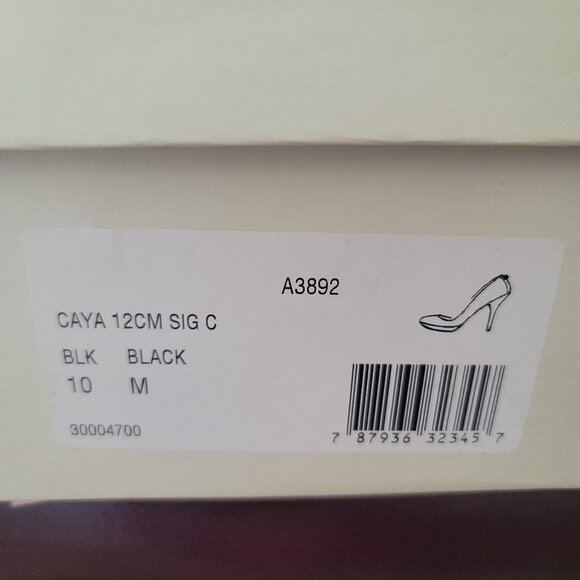 A3892
CAYA 12CM SIG C
BLK BLACK
10 M
30004700
7 87936 32345 7